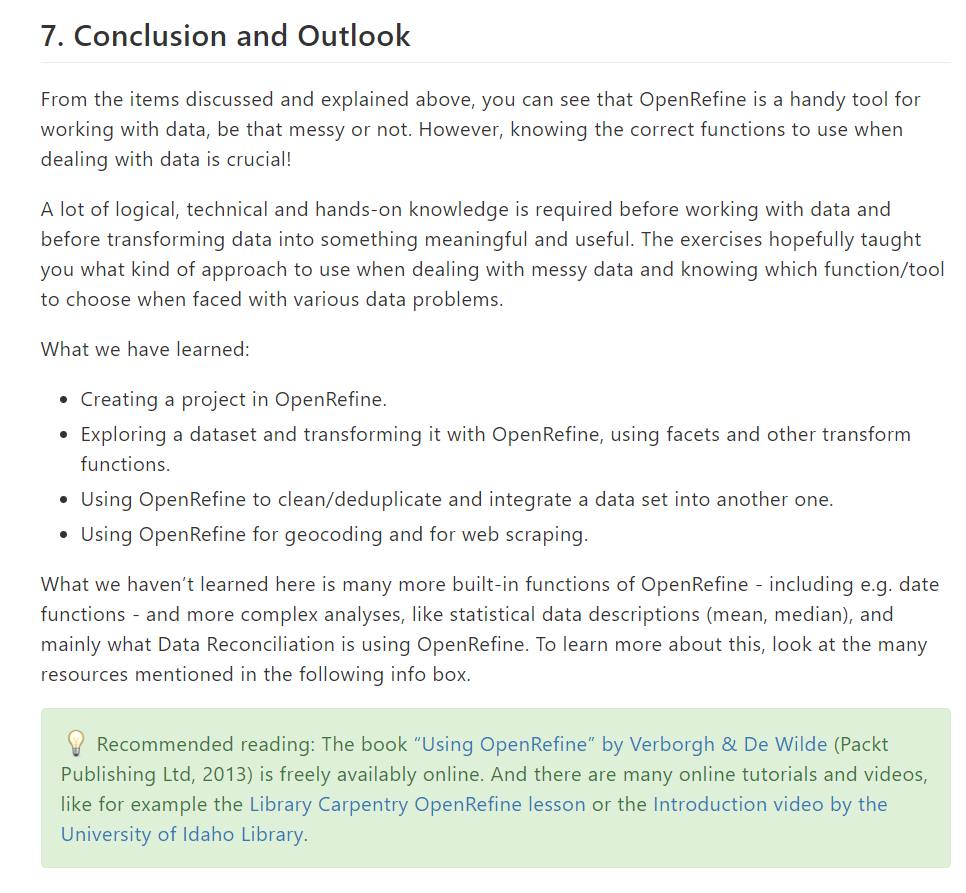 7. Conclusion and Outlook
From the items discussed and explained above, you can see that OpenRefine is a handy tool for
working with data, be that messy or not. However, knowing the correct functions to use when
dealing with data is crucial!
A lot of logical, technical and hands-on knowledge is required before working with data and
before transforming data into something meaningful and useful. The exercises hopefully taught
you what kind of approach to use when dealing with messy data and knowing which function/tool
to choose when faced with various data problems.
What we have learned:
• Creating a project in OpenRefine.
• Exploring a dataset and transforming it with OpenRefine, using facets and other transform
functions.
• Using OpenRefine to clean/deduplicate and integrate a data set into another one.
• Using OpenRefine for geocoding and for web scraping.
What we haven’t learned here is many more built-in functions of OpenRefine - including e.g. date
functions - and more complex analyses, like statistical data descriptions (mean, median), and
mainly what Data Reconciliation is using OpenRefine. To learn more about this, look at the many
resources mentioned in the following info box.
Recommended reading: The book “Using OpenRefine” by Verborgh & De Wilde (Packt
Publishing Ltd, 2013) is freely availably online. And there are many online tutorials and videos,
like for example the Library Carpentry OpenRefine lesson or the Introduction video by the
University of Idaho Library.